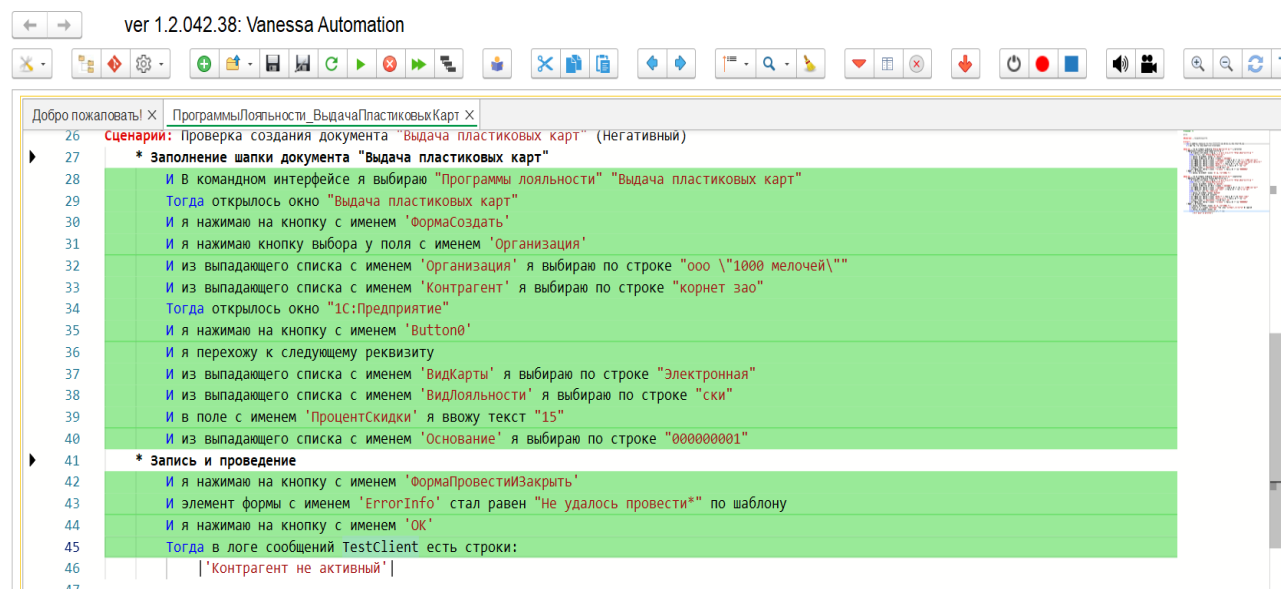 ver 1.2.042.38: Vanessa Automation
Добро пожаловать! ПрограммыЛояльности_ВыдачаПластиковыхКарт
26 Сценарий: Проверка создания документа "Выдача пластиковых карт" (Негативный)
27 * Заполнение шапки документа "Выдача пластиковых карт"
28 И В командном интерфейсе я выбираю "Программы лояльности" "Выдача пластиковых карт"
29 Тогда открылось окно "Выдача пластиковых карт"
30 И я нажимаю на кнопку с именем 'ФормаСоздать'
31 И я нажимаю кнопку выбора у поля с именем 'Организация'
32 И из выпадающего списка с именем 'Организация' я выбираю по строке "ооо \"1000 мелочей\""
33 И из выпадающего списка с именем 'Контрагент' я выбираю по строке "корнет зао"
34 Тогда открылось окно "1С:Предприятие"
35 И я нажимаю на кнопку с именем 'Button0'
36 И я перехожу к следующему реквизиту
37 И из выпадающего списка с именем 'ВидКарты' я выбираю по строке "Электронная"
38 И из выпадающего списка с именем 'ВидЛояльности' я выбираю по строке "ски"
39 И в поле с именем 'ПроцентСкидки' я ввожу текст "15"
40 И из выпадающего списка с именем 'Основание' я выбираю по строке "000000001"
41 * Запись и проведение
42 И я нажимаю на кнопку с именем 'ФормаПровестиИЗакрыть'
43 И элемент формы с именем 'ErrorInfo' стал равен "Не удалось провести*" по шаблону
44 И я нажимаю на кнопку с именем 'ОК'
45 Тогда в логе сообщений TestClient есть строки:
46 |'Контрагент не активный'|
47